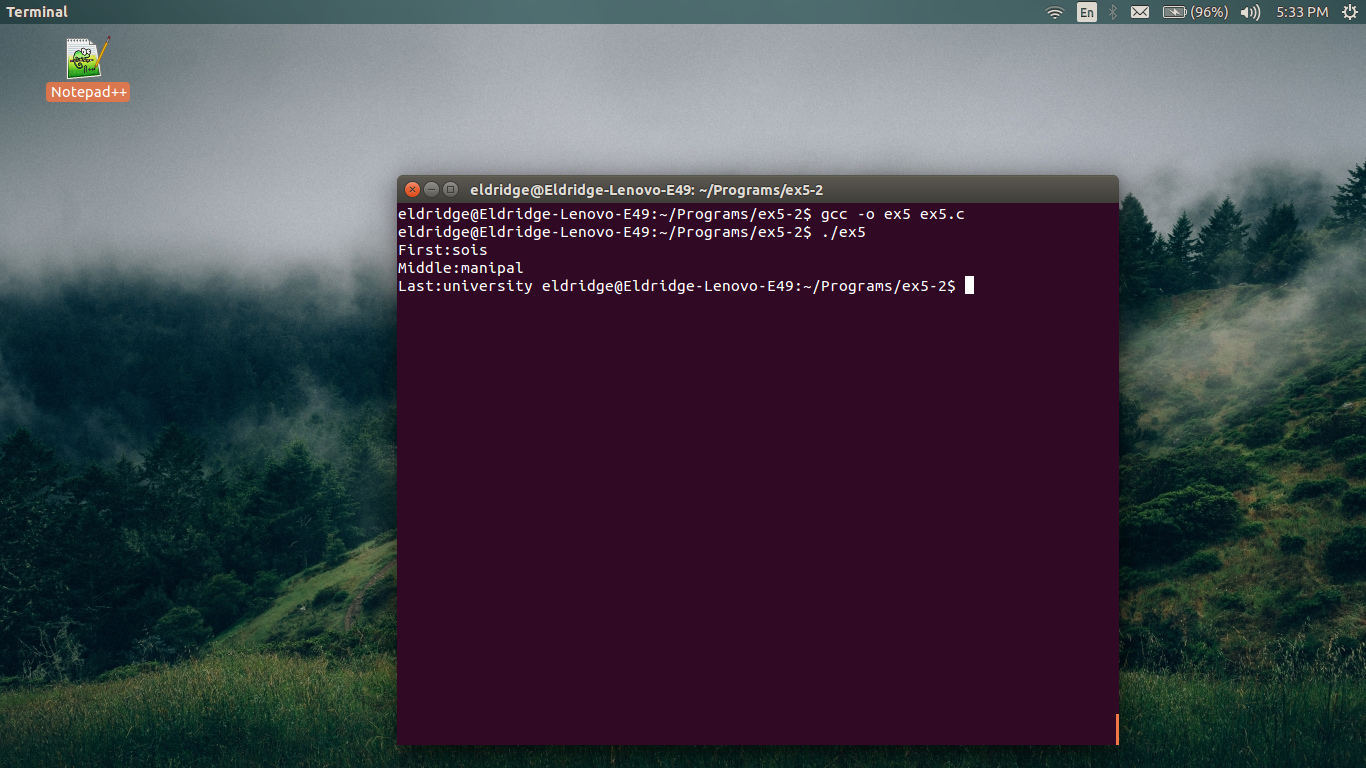 Terminal
En
(96%)
5:33 PM
Notepad++
eldridge@Eldridge-Lenovo-E49: ~/Programs/ex5-2
eldridge@Eldridge-Lenovo-E49:~/Programs/ex5-2$ gcc -o ex5 ex5.c
eldridge@Eldridge-Lenovo-E49:~/Programs/ex5-2$ ./ex5
First:sois
Middle:manipal
Last:university eldridge@Eldridge-Lenovo-E49:~/Programs/ex5-2$